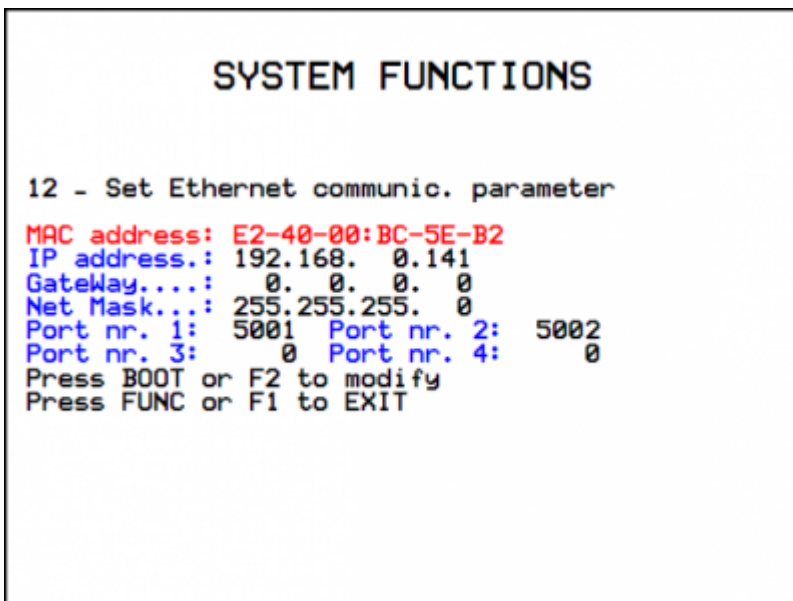 SYSTEM FUNCTIONS
12 - Set Ethernet communic. parameter
MAC address: E2-40-00:BC-5E-B2
IP address.: 192.168.  0.141
GateWay....:   0.  0.  0.  0
Net Mask...: 255.255.255.  0
Port nr. 1:  5001  Port nr. 2:  5002
Port nr. 3:     0  Port nr. 4:     0
Press BOOT or F2 to modify
Press FUNC or F1 to EXIT